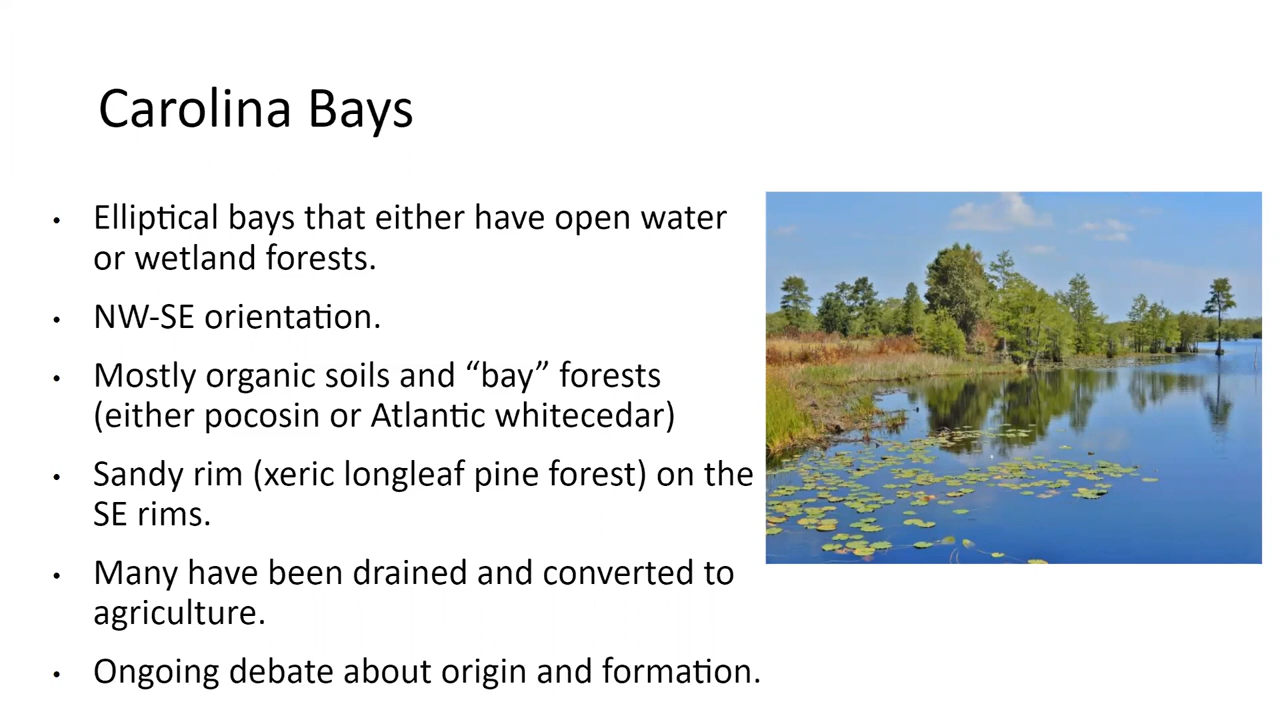 Carolina Bays
• Elliptical bays that either have open water
or wetland forests.
• NW-SE orientation.
• Mostly organic soils and “bay” forests
(either pocosin or Atlantic whitecedar)
• Sandy rim (xeric longleaf pine forest) on the
SE rims.
• Many have been drained and converted to
agriculture.
• Ongoing debate about origin and formation.